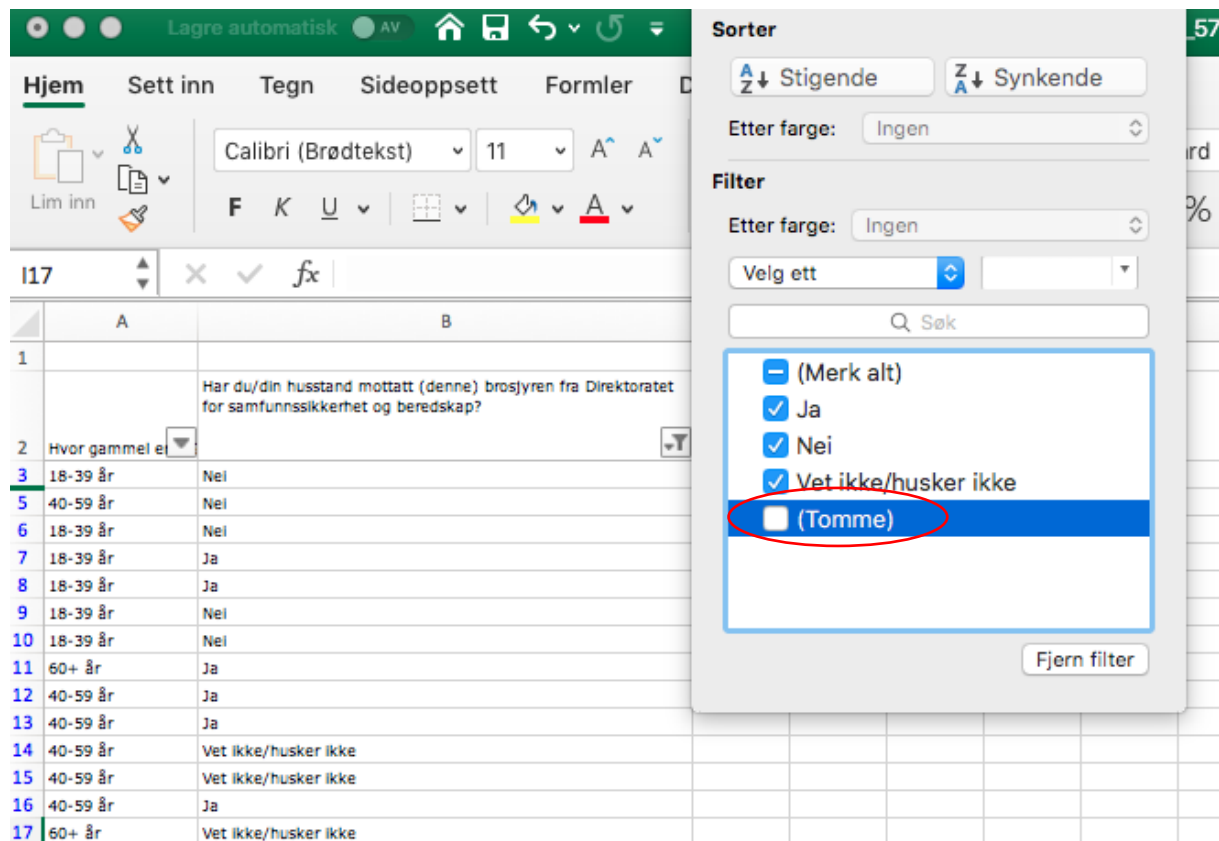 Lagre automatisk AV
_57
Hjem Sett inn Tegn Sideoppsett Formler
Lim inn
Calibri (Brødtekst) 11 A A
F K U A
%
I17 fx
A B
1
Har du/din husstand mottatt (denne) brosjyren fra Direktoratet
for samfunnssikkerhet og beredskap?
2 Hvor gammel er
3 18-39 år Nei
5 40-59 år Nei
6 18-39 år Nei
7 18-39 år Ja
8 18-39 år Ja
9 18-39 år Nei
10 18-39 år Nei
11 60+ år Ja
12 40-59 år Ja
13 40-59 år Ja
14 40-59 år Vet ikke/husker ikke
15 40-59 år Vet ikke/husker ikke
16 40-59 år Ja
17 60+ år Vet ikke/husker ikke
Sorter
A Z Stigende Z A Synkende
Etter farge: Ingen
Filter
Etter farge: Ingen
Velg ett
Søk
(Merk alt)
Ja
Nei
Vet ikke/husker ikke
(Tomme)
Fjern filter